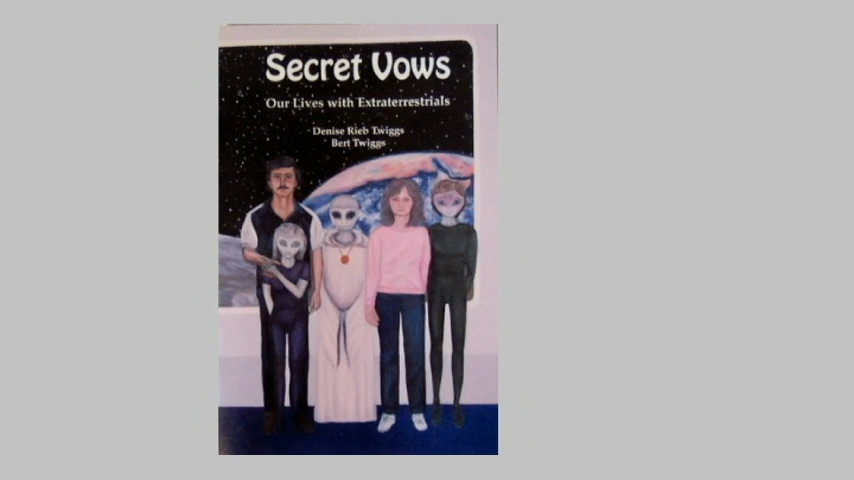 Secret Vows
Our Lives with Extraterrestrials
Denise Rieb Twiggs
Bert Twiggs